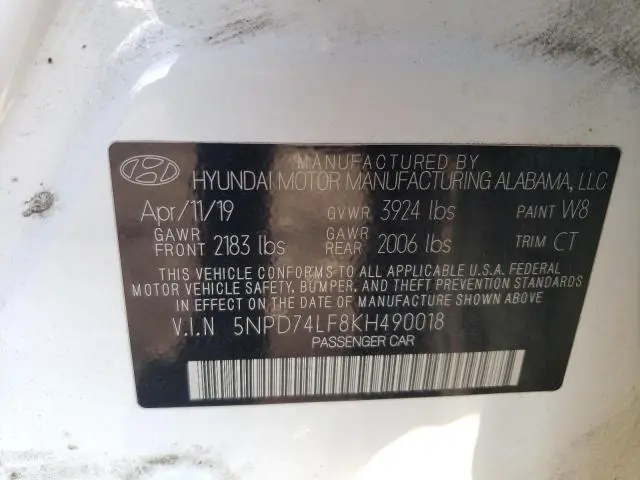 MANUFACTURED BY
HYUNDAI MOTOR MANUFACTURING ALABAMA, LLC
Apr/11/19 GVWR 3924 lbs PAINT W8
GAWR FRONT 2183 lbs GAWR REAR 2006 lbs TRIM CT
THIS VEHICLE CONFORMS TO ALL APPLICABLE U.S.A. FEDERAL
MOTOR VEHICLE SAFETY, BUMPER, AND THEFT PREVENTION STANDARDS
IN EFFECT ON THE DATE OF MANUFACTURE SHOWN ABOVE.
V.I.N 5NPD74LF8KH490018
PASSENGER CAR